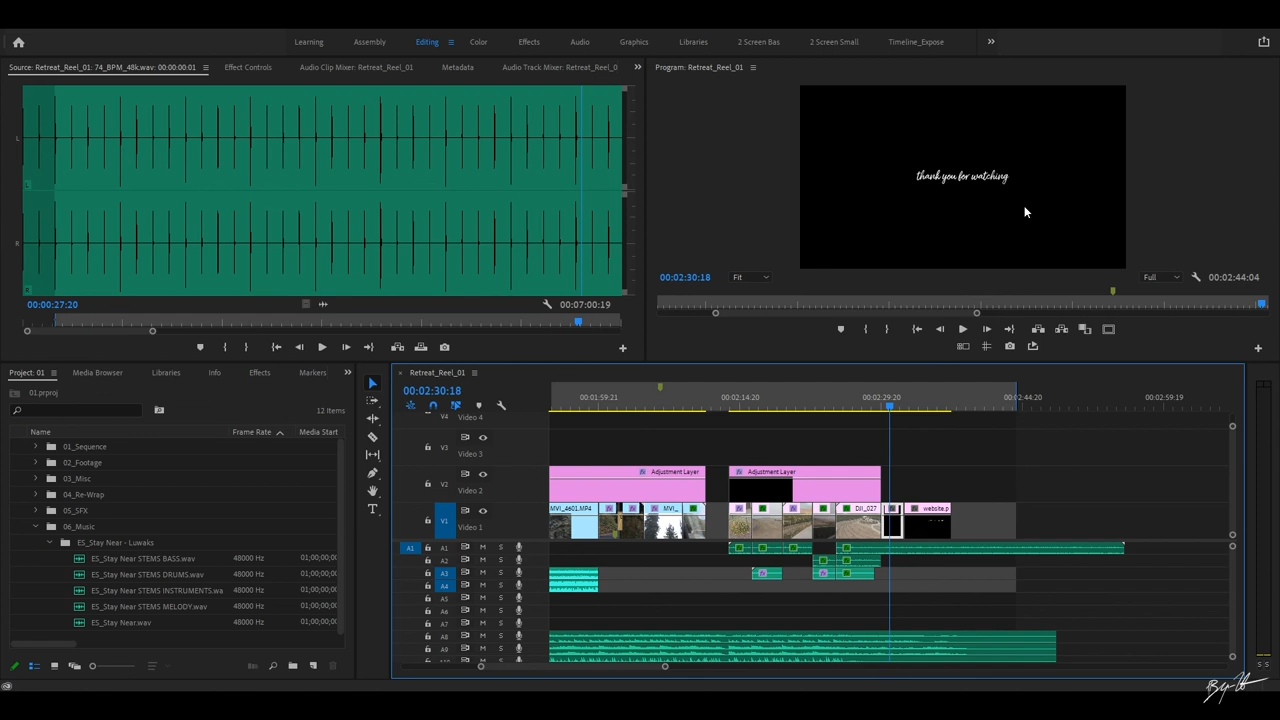 Learning Assembly Editing Color Effects Audio Graphics Libraries 2 Screen Bas 2 Screen Small Timeline_Expose
Source: Retreat_Reel_01: 74_BPM_48k.wav: 00:00:00:01 Effect Controls Audio Clip Mixer: Retreat_Reel_01 Metadata Audio Track Mixer: Retreat_Reel_0
Program: Retreat_Reel_01
L
R
thank you for watching
00:00:27:20 00:07:00:19
00:02:30:18 Fit Full 00:02:44:04
Project: 01 Media Browser Libraries Info Effects Markers
01.prproj
12 Items
Name Frame Rate Media Start
01_Sequence
02_Footage
03_Misc
04_Re-Wrap
05_SFX
06_Music
ES_Stay Near - Luwaks
ES_Stay Near STEMS BASS.wav 48000 Hz 01;00;00;00
ES_Stay Near STEMS DRUMS.wav 48000 Hz 01;00;00;00
ES_Stay Near STEMS INSTRUMENTS.wa 48000 Hz 01;00;00;00
ES_Stay Near STEMS MELODY.wav 48000 Hz 01;00;00;00
ES_Stay Near.wav 48000 Hz 01;00;00;00
Retreat_Reel_01
00:02:30:18
00:01:59:21 00:02:14:20 00:02:29:20 00:02:44:20 00:02:59:19
V4 Video 4
V3 Video 3
V2 Video 2
fx Adjustment Layer fx Adjustment Layer
V1 V1 Video 1
MVI_4601.MP4 MVI_ DJI_027 website.p
A1 A1 M S
A2 M S
A3 M S
A4 M S
A5 M S
A6 M S
A7 M S
A8 M S
A9 M S
S S